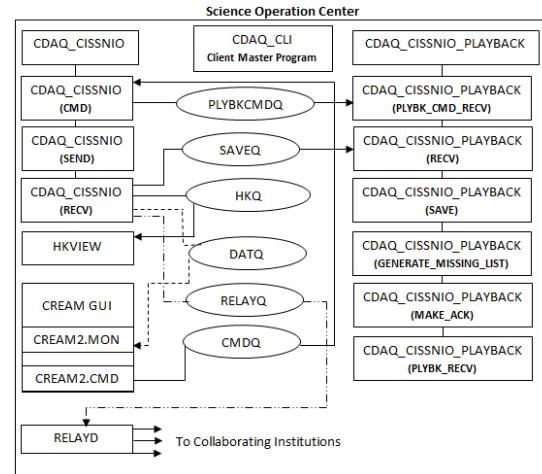 Science Operation Center
CDAQ_CISSNIO
CDAQ_CLI
Client Master Program
CDAQ_CISSNIO_PLAYBACK
CDAQ_CISSNIO
(CMD)
PLYBKCMDQ
CDAQ_CISSNIO_PLAYBACK
(PLYBK_CMD_RECV)
CDAQ_CISSNIO
(SEND)
SAVEQ
CDAQ_CISSNIO_PLAYBACK
(RECV)
CDAQ_CISSNIO
(RECV)
HKQ
CDAQ_CISSNIO_PLAYBACK
(SAVE)
HKVIEW
DATQ
CDAQ_CISSNIO_PLAYBACK
(GENERATE_MISSING_LIST)
CREAM GUI
RELAYQ
CDAQ_CISSNIO_PLAYBACK
(MAKE_ACK)
CREAM2.MON
CMDQ
CDAQ_CISSNIO_PLAYBACK
(PLYBK_RECV)
CREAM2.CMD
RELAYD
To Collaborating Institutions